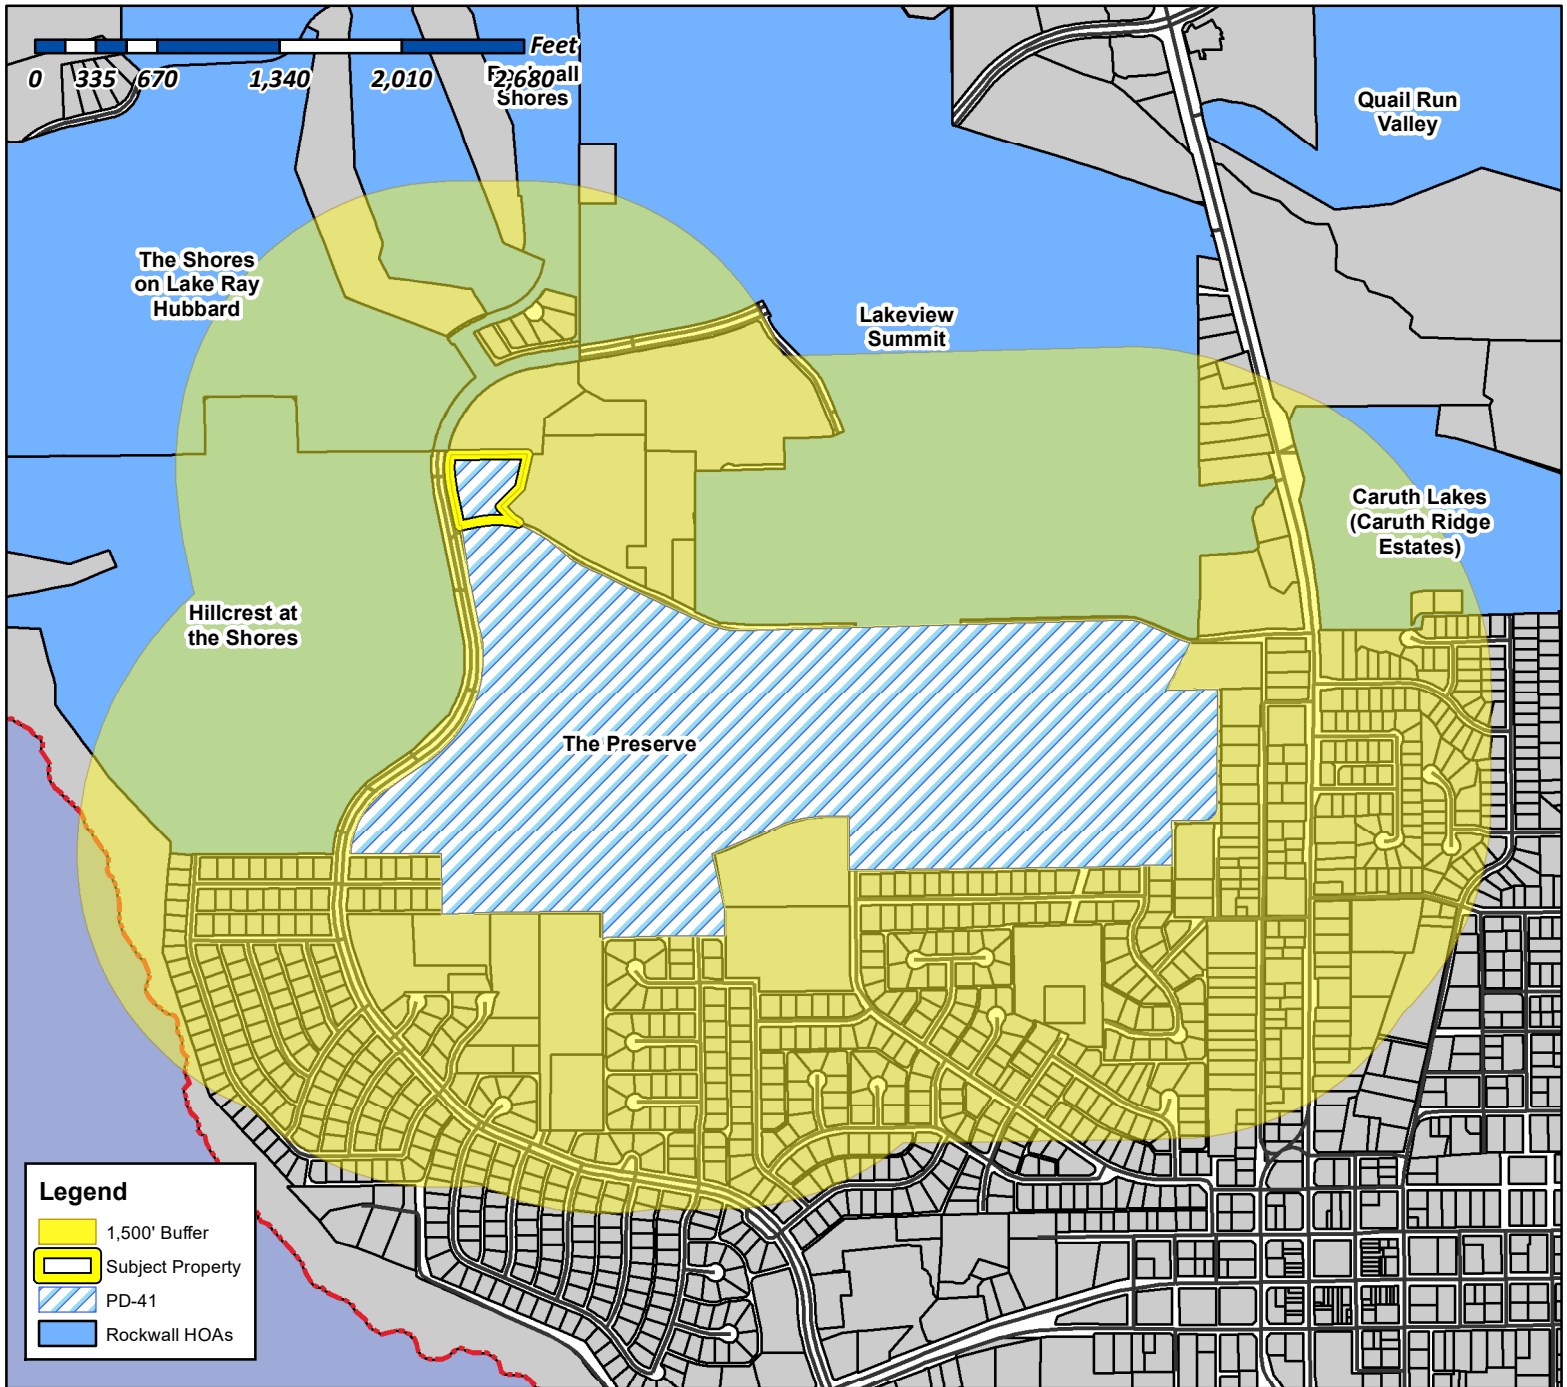 Feet
0 335 670 1,340 2,010 2,680
Shores
Quail Run
Valley
The Shores
on Lake Ray
Hubbard
Lakeview
Summit
Caruth Lakes
(Caruth Ridge
Estates)
Hillcrest at
the Shores
The Preserve
Legend
1,500' Buffer
Subject Property
PD-41
Rockwall HOAs